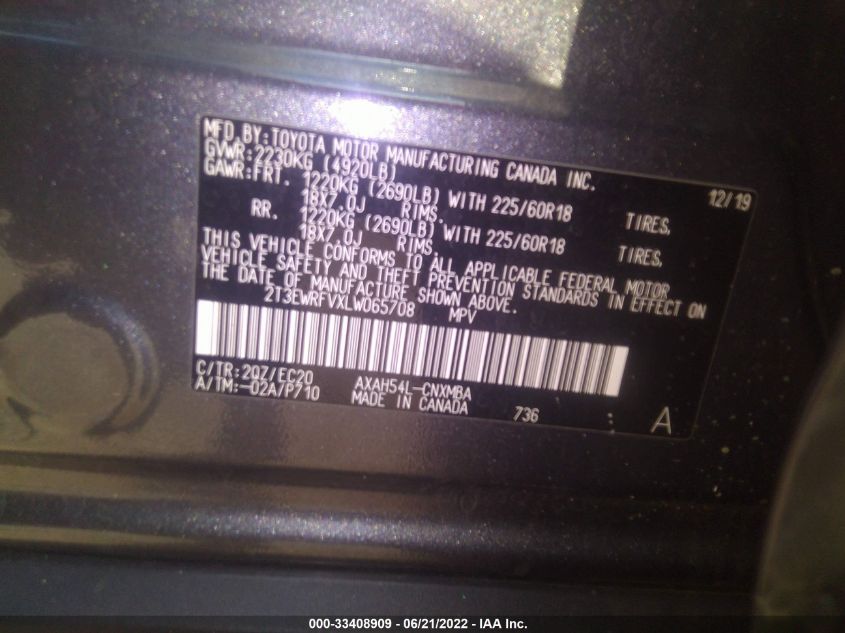 MFD.BY:TOYOTA MOTOR MANUFACTURING CANADA INC.
GVWR:2230KG (4920LB) 12/19
GAWR:FRT. 1220KG (2690LB) WITH 225/60R18 TIRES.
18X7.0J RIMS.
RR. 1220KG (2690LB) WITH 225/60R18 TIRES.
18X7.0J RIMS.
THIS VEHICLE CONFORMS TO ALL APPLICABLE FEDERAL MOTOR
VEHICLE SAFETY AND THEFT PREVENTION STANDARDS IN EFFECT ON
THE DATE OF MANUFACTURE SHOWN ABOVE.
2T3EWRFVXLW065708 MPV
C/TR:2QZ/EC20 AXAH54L-CNXMBA
A/TM:-02A/P710 MADE IN CANADA 736 A
000-33408909 - 06/21/2022 - IAA Inc.